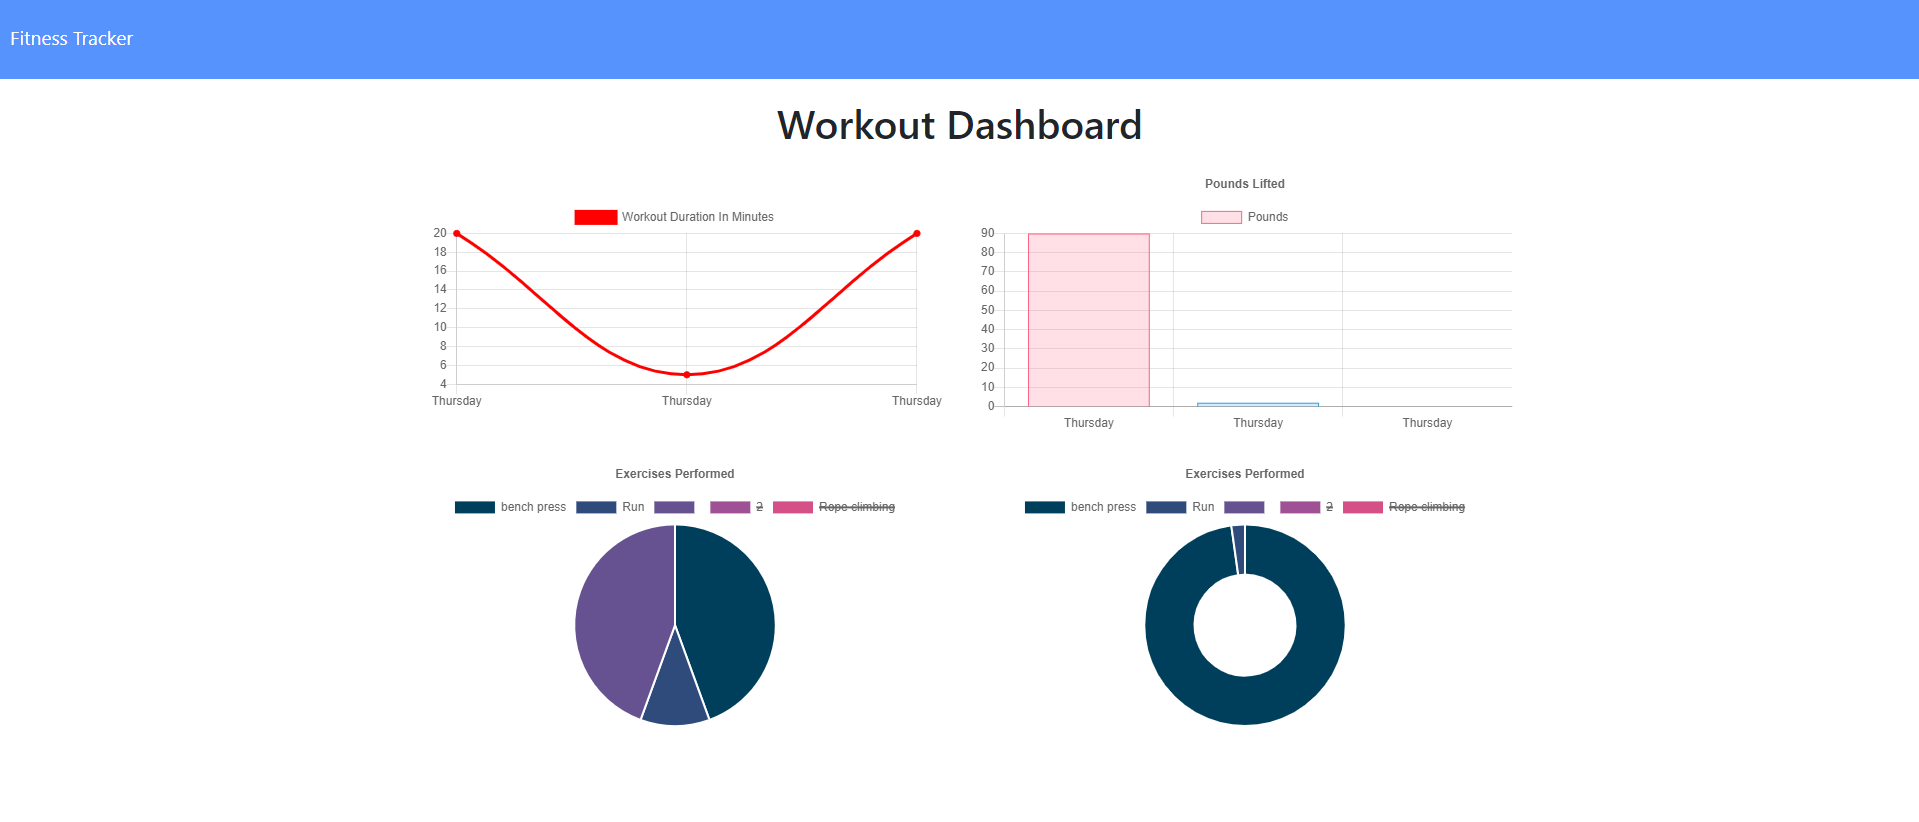 Fitness Tracker
Workout Dashboard
Workout Duration In Minutes
20
18
16
14
12
10
8
6
4
Thursday Thursday Thursday
Pounds Lifted
Pounds
90
80
70
60
50
40
30
20
10
0
Thursday Thursday Thursday
Exercises Performed
bench press Run 2 Rope climbing
Exercises Performed
bench press Run 2 Rope climbing